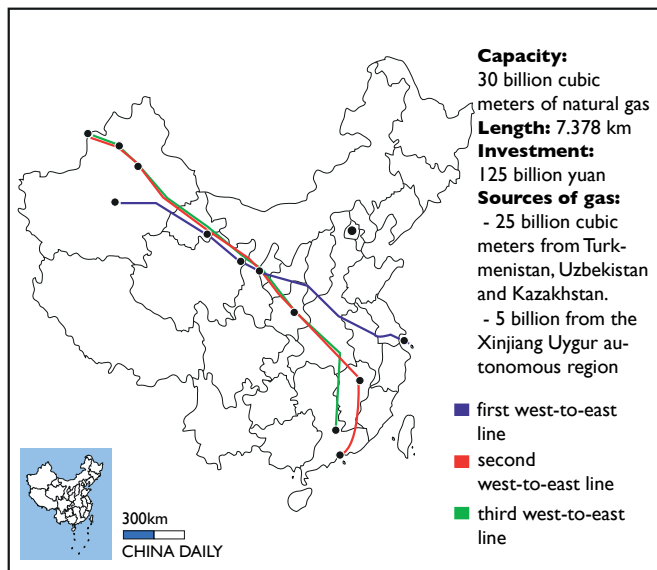 Capacity:
30 billion cubic
meters of natural gas
Length: 7.378 km
Investment:
125 billion yuan
Sources of gas:
- 25 billion cubic
meters from Turk-
menistan, Uzbekistan
and Kazakhstan.
- 5 billion from the
Xinjiang Uygur au-
tonomous region
first west-to-east
line
second
west-to-east line
third west-to-east
line
300km
CHINA DAILY